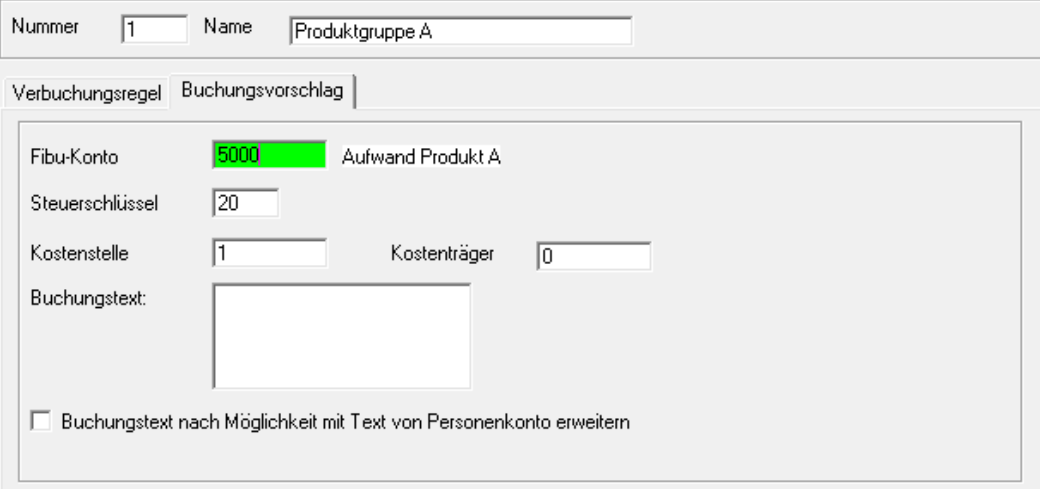 Nummer 1 Name Produktgruppe A
Verbuchungsregel Buchungsvorschlag
Fibu-Konto 5000 Aufwand Produkt A
Steuerschlüssel 20
Kostenstelle 1 Kostenträger 0
Buchungstext:
Buchungstext nach Möglichkeit mit Text von Personenkonto erweitern